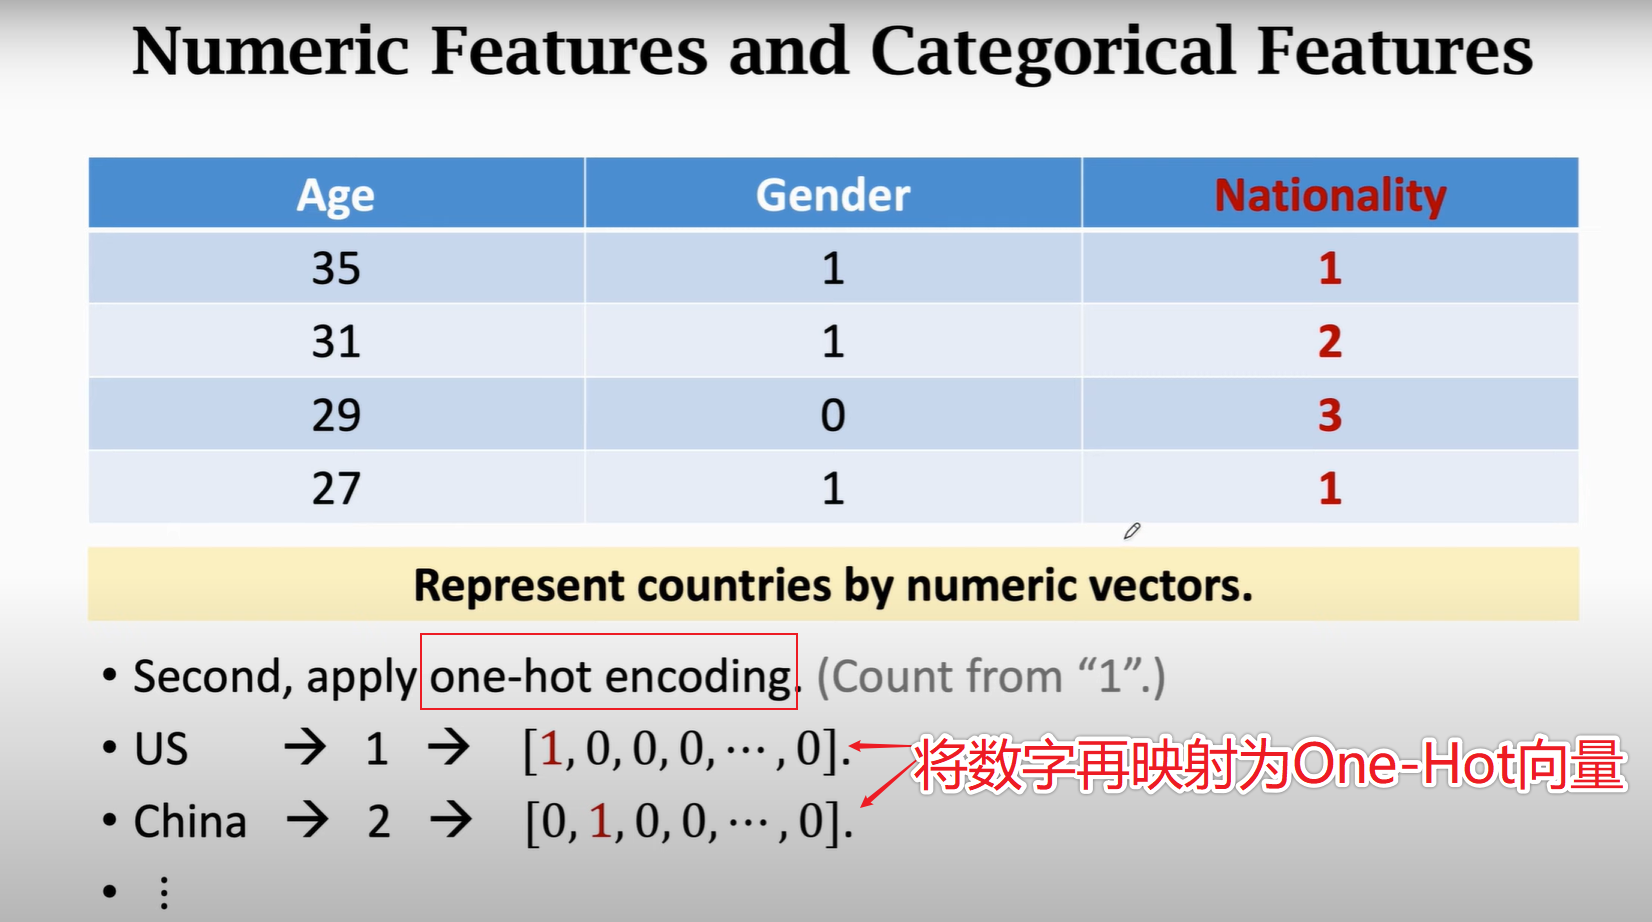 Numeric Features and Categorical Features
Age Gender Nationality
35 1 1
31 1 2
29 0 3
27 1 1
Represent countries by numeric vectors.
• Second, apply one-hot encoding. (Count from “1”.)
• US → 1 → [1, 0, 0, 0, ⋯ , 0].
将数字再映射为One-Hot向量
• China → 2 → [0, 1, 0, 0, ⋯ , 0].
• ⋮